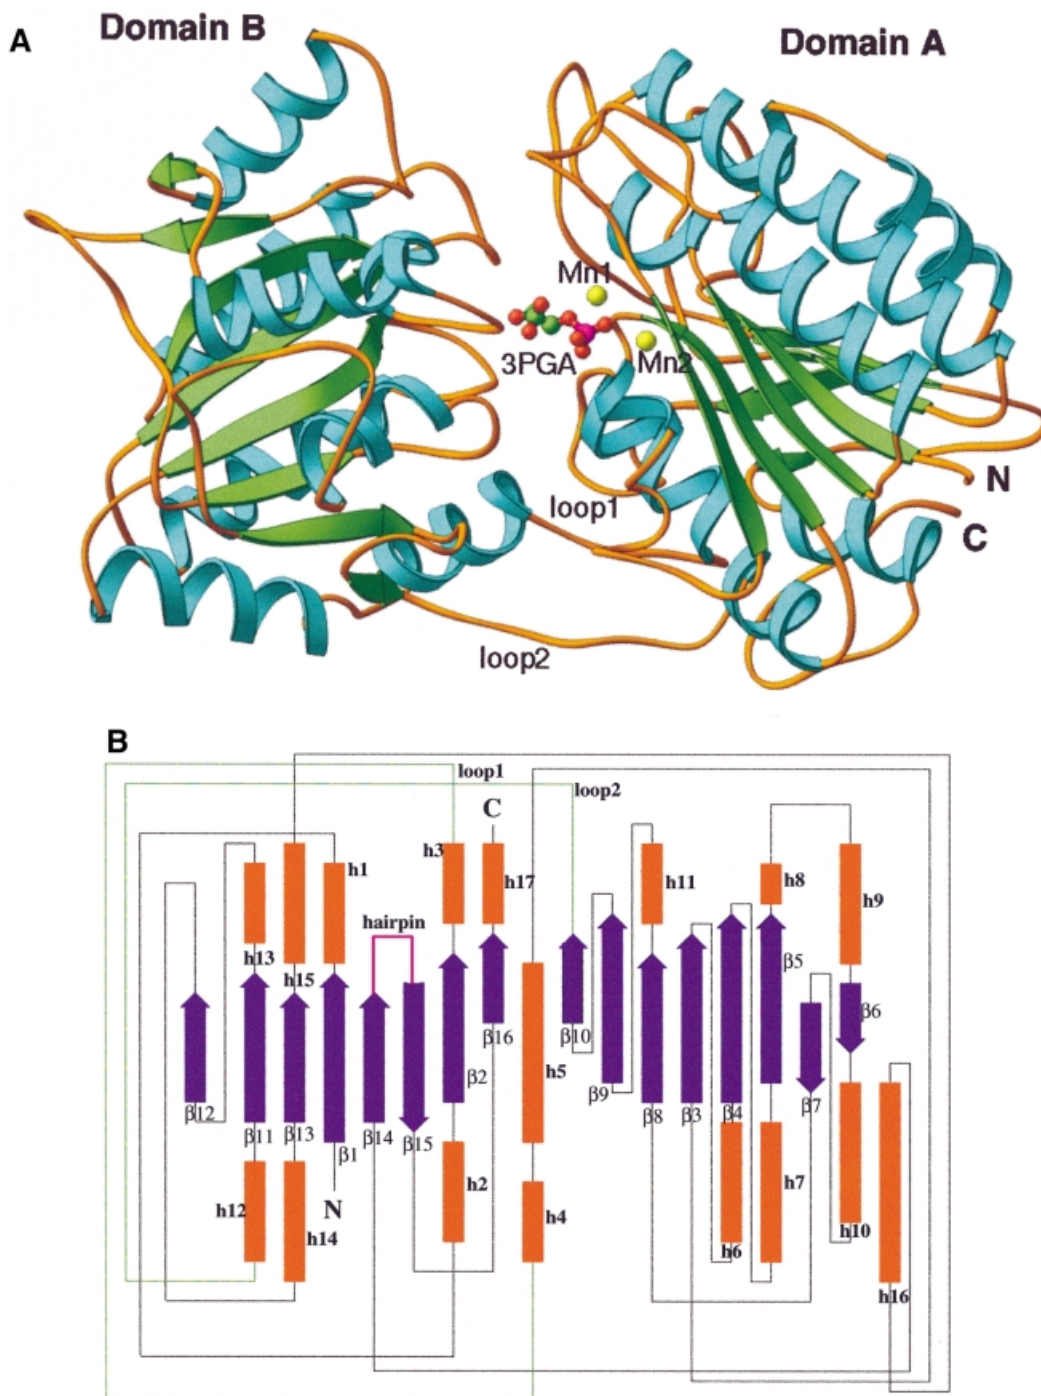 A
Domain B
Domain A
Mn1
3PGA
Mn2
loop1
N
C
loop2
B
loop1
loop2
C
h3
h1
h17
h11
h8
h9
hairpin
h13
h15
β5
β6
β16
β10
β2
h5
β9
β12
β7
β11
β13
β1
β14
β15
β8
β3
β4
h2
h7
N
h12
h14
h4
h6
h10
h16